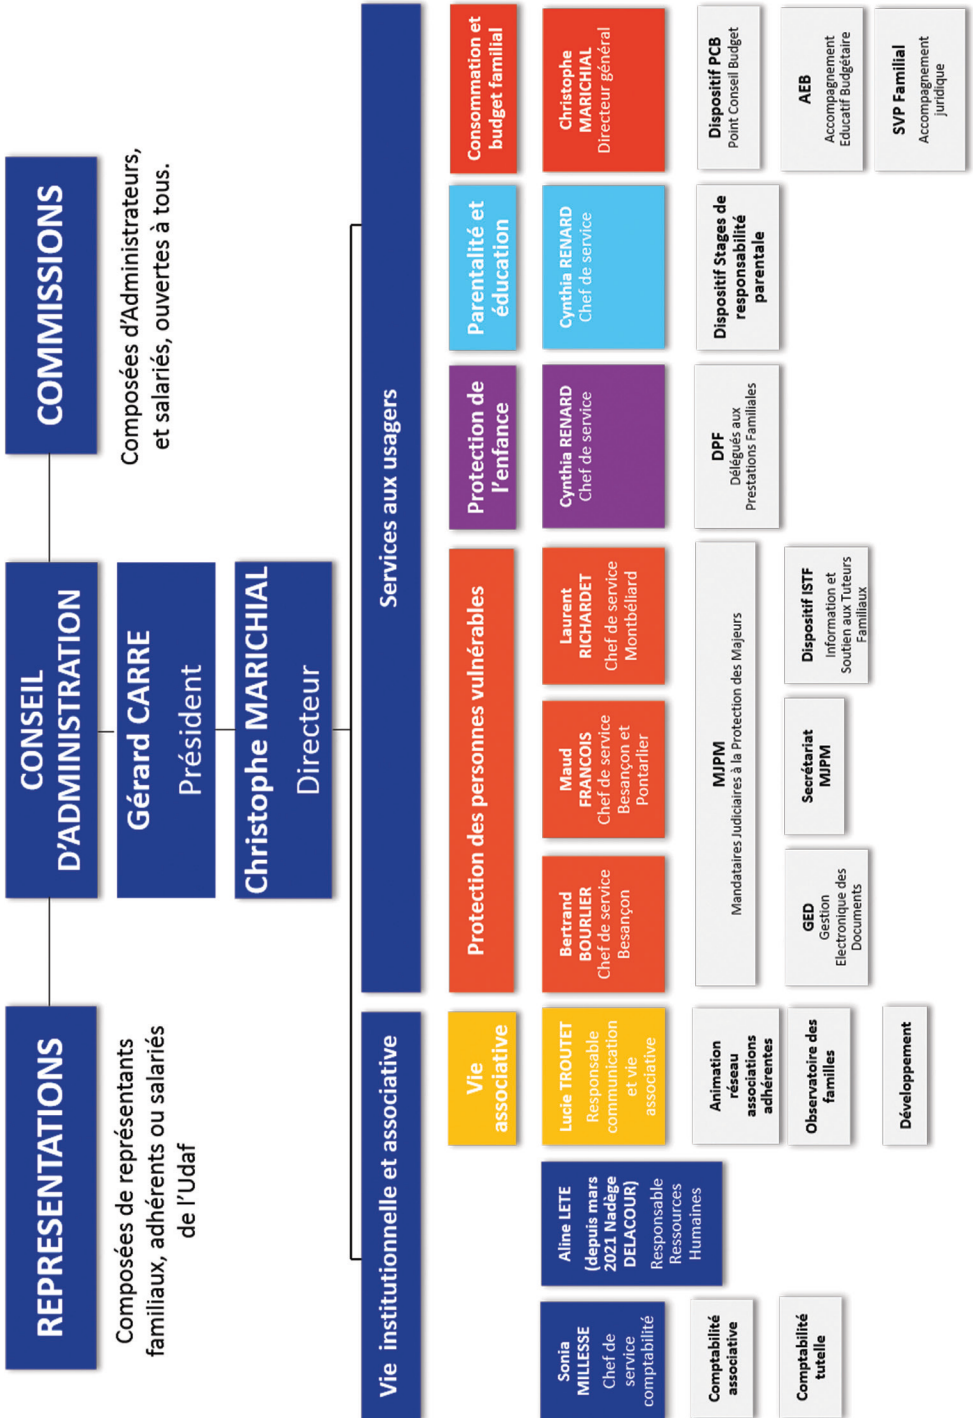 REPRESENTATIONS
Composées de représentants
familiaux, adhérents ou salariés
de l'Udaf
CONSEIL
D'ADMINISTRATION
Gérard CARRE
Président
Christophe MARICHIAL
Directeur
COMMISSIONS
Composées d'Administrateurs,
et salariés, ouvertes à tous.
Vie institutionnelle et associative
Sonia
MILLESSE
Chef de
service
comptabilité
Comptabilité
associative
Comptabilité
tutelle
Aline LETE
(depuis mars
2021 Nadège
DELACOUR)
Responsable
Ressources
Humaines
Vie
associative
Lucie TROUTET
Responsable
communication
et vie
associative
Animation
réseau
associations
adhérentes
Observatoire des
familles
Développement
Services aux usagers
Protection des personnes vulnérables
Bertrand
BOURLIER
Chef de service
Besançon
Maud
FRANCOIS
Chef de service
Besançon et
Pontarlier
Laurent
RICHARDET
Chef de service
Montbéliard
MJPM
Mandataires Judiciaires à la Protection des Majeurs
GED
Gestion
Electronique des
Documents
Secrétariat
MJPM
Dispositif ISTF
Information et
Soutien aux Tuteurs
Familiaux
Protection de
l'enfance
Cynthia RENARD
Chef de service
DPF
Délégués aux
Prestations Familiales
Parentalité et
éducation
Cynthia RENARD
Chef de service
Dispositif Stages de
responsabilité
parentale
Consommation et
budget familial
Christophe
MARICHIAL
Directeur général
Dispositif PCB
Point Conseil Budget
AEB
Accompagnement
Educatif Budgétaire
SVP Familial
Accompagnement
juridique